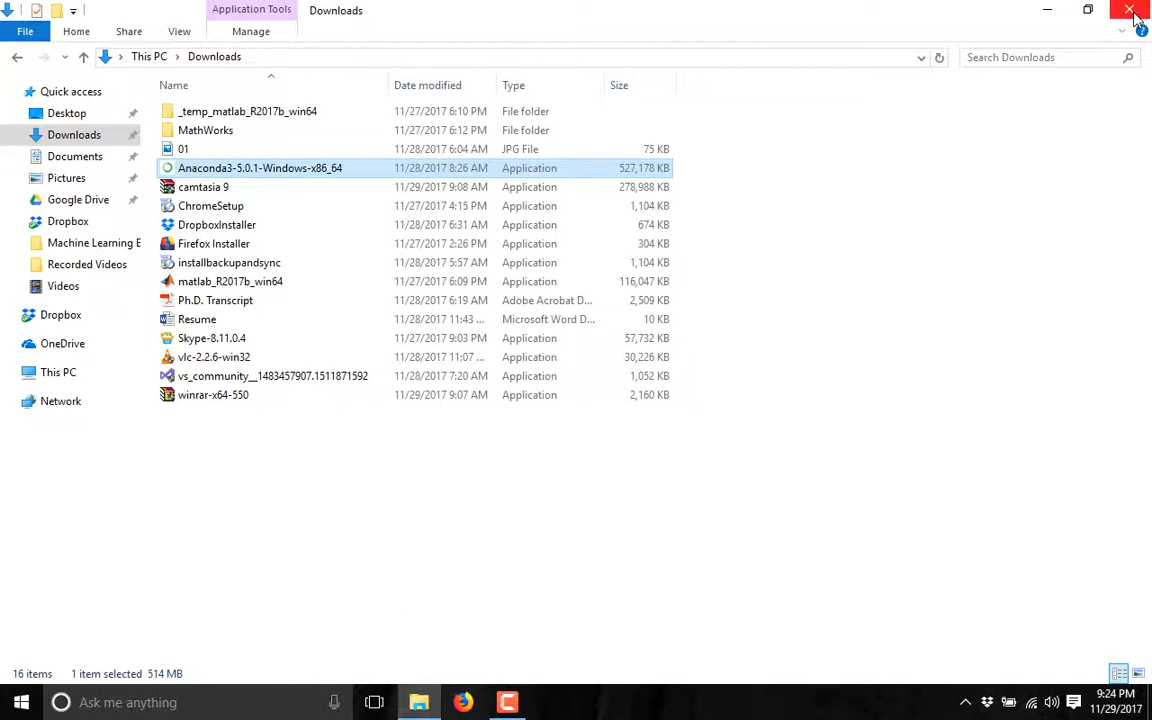 Application Tools Downloads
File Home Share View Manage
This PC Downloads Search Downloads
Name Date modified Type Size
Quick access
Desktop
Downloads
Documents
Pictures
Google Drive
Dropbox
Machine Learning E
Recorded Videos
Videos
Dropbox
OneDrive
This PC
Network
_temp_matlab_R2017b_win64 11/27/2017 6:10 PM File folder
MathWorks 11/27/2017 6:12 PM File folder
01 11/28/2017 6:04 AM JPG File 75 KB
Anaconda3-5.0.1-Windows-x86_64 11/28/2017 8:26 AM Application 527,178 KB
camtasia 9 11/29/2017 9:08 AM Application 278,988 KB
ChromeSetup 11/27/2017 4:15 PM Application 1,104 KB
DropboxInstaller 11/28/2017 6:31 AM Application 674 KB
Firefox Installer 11/27/2017 2:26 PM Application 304 KB
installbackupandsync 11/28/2017 5:57 AM Application 1,104 KB
matlab_R2017b_win64 11/27/2017 6:09 PM Application 116,047 KB
Ph.D. Transcript 11/28/2017 6:19 AM Adobe Acrobat D... 2,509 KB
Resume 11/28/2017 11:43 ... Microsoft Word D... 10 KB
Skype-8.11.0.4 11/27/2017 9:03 PM Application 57,732 KB
vlc-2.2.6-win32 11/28/2017 11:07 ... Application 30,226 KB
vs_community__1483457907.1511871592 11/28/2017 7:20 AM Application 1,052 KB
winrar-x64-550 11/29/2017 9:07 AM Application 2,160 KB
16 items 1 item selected 514 MB
Ask me anything
9:24 PM
11/29/2017